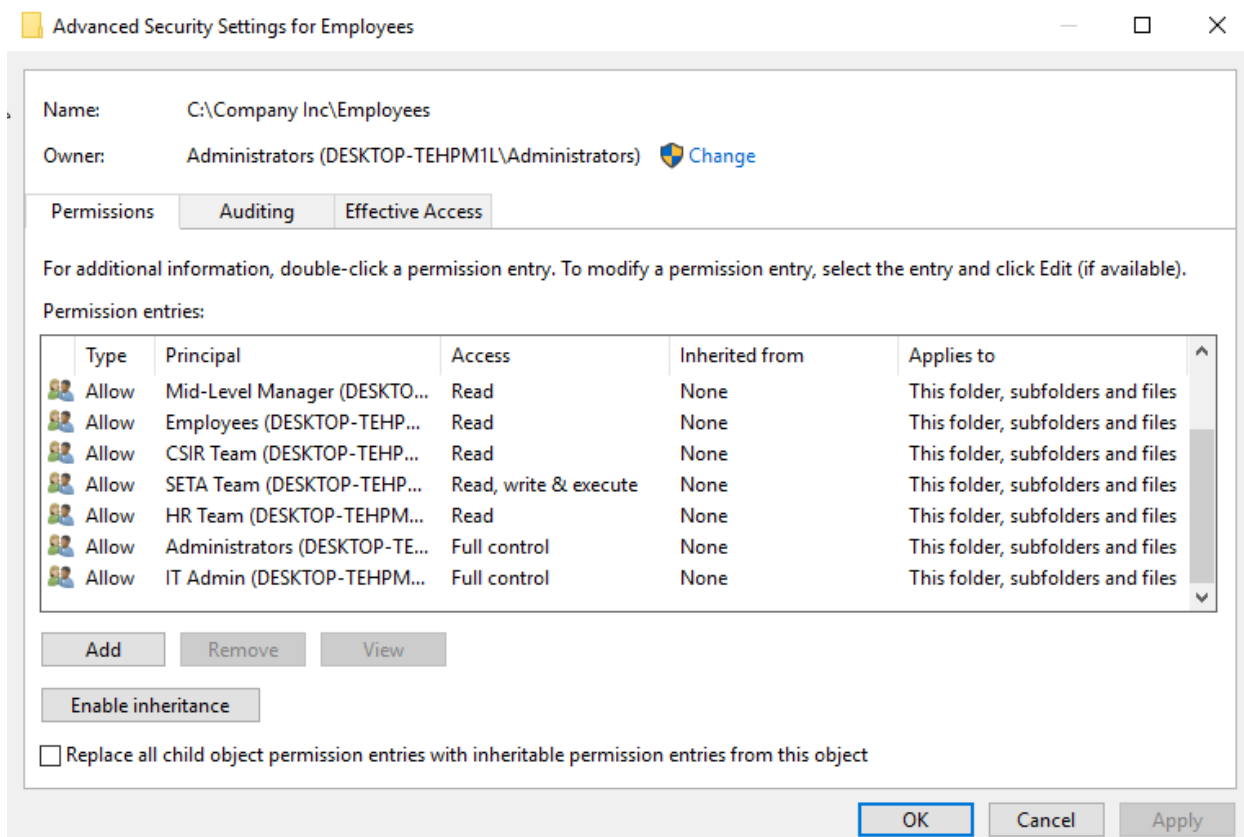 Advanced Security Settings for Employees
Name: C:\Company Inc\Employees
Owner: Administrators (DESKTOP-TEHPM1L\Administrators) Change
Permissions Auditing Effective Access
For additional information, double-click a permission entry. To modify a permission entry, select the entry and click Edit (if available).
Permission entries:
Type Principal Access Inherited from Applies to
Allow Mid-Level Manager (DESKTO... Read None This folder, subfolders and files
Allow Employees (DESKTOP-TEHP... Read None This folder, subfolders and files
Allow CSIR Team (DESKTOP-TEHP... Read None This folder, subfolders and files
Allow SETA Team (DESKTOP-TEHP... Read, write & execute None This folder, subfolders and files
Allow HR Team (DESKTOP-TEHPM... Read None This folder, subfolders and files
Allow Administrators (DESKTOP-TE... Full control None This folder, subfolders and files
Allow IT Admin (DESKTOP-TEHPM... Full control None This folder, subfolders and files
Add Remove View
Enable inheritance
Replace all child object permission entries with inheritable permission entries from this object
OK Cancel Apply